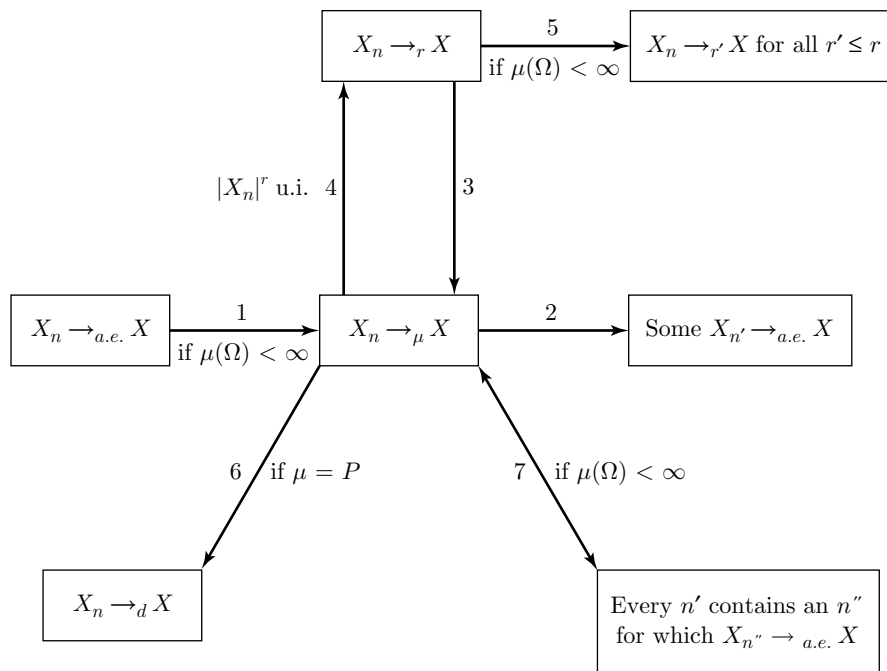 X_n →_r X
5
if μ(Ω) < ∞
X_n →_{r′} X for all r′ ≤ r
|X_n|^r u.i. 4
3
X_n →_{a.e.} X
1
if μ(Ω) < ∞
X_n →_μ X
2
Some X_{n′} →_{a.e.} X
6 if μ = P
7 if μ(Ω) < ∞
X_n →_d X
Every n′ contains an n″
for which X_{n″} → _{a.e.} X